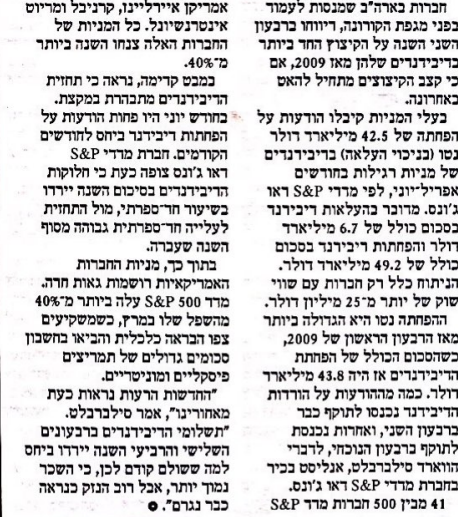 חברות בארה"ב שמנסות לעמוד
בפני מגפת הקורונה, דיווחו ברבעון
השני השנה על הקיצוץ החד ביותר
בדיבידנדים שלהן מאז 2009, אם
כי קצב הקיצוצים מתחיל להאט
באחרונה.
בעלי המניות קיבלו הודעות על
הפחתה של 42.5 מיליארד דולר
נטו (בניכוי העלאה) בדיבידנדים
של מניות רגילות בחודשים
אפריל-יוני, לפי מדדי S&P דאו
ג'ונס. מדובר בהעלאות דיבידנד
בסכום כולל של 6.7 מיליארד
דולר והפחתות דיבידנד בסכום
כולל של 49.2 מיליארד דולר.
הניתוח כלל רק חברות עם שווי
שוק של יותר מ-25 מיליון דולר.
ההפחתה נטו היא הגדולה ביותר
מאז הרבעון הראשון של 2009,
כשהסכום הכולל של הפחתת
הדיבידנדים אז היה 43.8 מיליארד
דולר. כמה מההודעות על הורדות
הדיבידנד נכנסו לתוקף כבר
ברבעון השני, ואחרות נכנסת
לתוקף ברבעון הנוכחי, לדברי
הווארד סילברבלט, אנליסט בכיר
בחברת מדדי S&P דאו ג'ונס.
41 מבין 500 חברות מדד S&P
אמריקן איירליינו, קרניבל ומריוט
אינטרנשיונל. כל המניות של
החברות האלה צנחו השנה ביותר
מ-40%.
במבט קדימה, נראה כי תחזית
הדיבידנדים מתבהרת במקצת.
בחודש יוני היו פחות הודעות על
הפחתות דיבידנד ביחס לחודשים
הקודמים. חברת מדדי S&P
דאו ג'ונס צופה כעת כי חלוקות
הדיבידנדים בסיכום השנה יירדו
בשיעור חד-ספרתי, מול התחזית
לעלייה חד-ספרתית גבוהה מסוף
השנה שעברה.
בתוך כך, מניות החברות
האמריקאיות רושמות גאות חדה.
מדד S&P 500 עלה ביותר מ-40%
מהשפל שלו במרץ, כשמשקיעים
צפו הבראה כלכלית והביאו בחשבון
סכומים גדולים של תמריצים
פיסקליים ומוניטריים.
"החדשות הרעות נראות כעת
מאחורינו", אמר סילברבלט.
"תשלומי הדיבידנדים ברבעונים
השלישי והרביעי השנה יירדו ביחס
למה ששולם קודם לכן, כי השכר
נמוך יותר, אבל רוב הנזק כנראה
כבר נגרם".